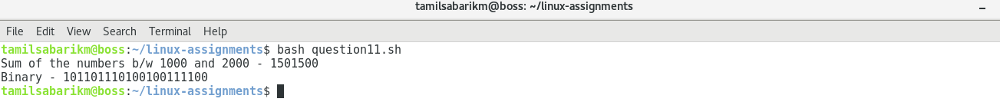 tamilsabarikm@boss: ~/linux-assignments
File Edit View Search Terminal Help
tamilsabarikm@boss:~/linux-assignments$ bash question11.sh
Sum of the numbers b/w 1000 and 2000 - 1501500
Binary - 101101110100100111100
tamilsabarikm@boss:~/linux-assignments$